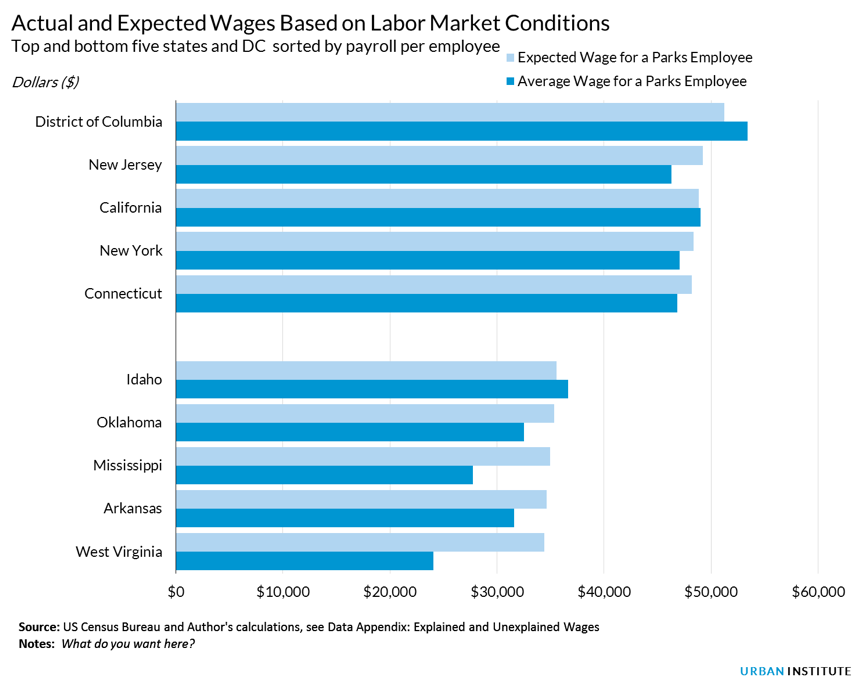 Actual and Expected Wages Based on Labor Market Conditions
Top and bottom five states and DC sorted by payroll per employee
Expected Wage for a Parks Employee
Dollars ($)
Average Wage for a Parks Employee
District of Columbia
New Jersey
California
New York
Connecticut
Idaho
Oklahoma
Mississippi
Arkansas
West Virginia
$0 $10,000 $20,000 $30,000 $40,000 $50,000 $60,000
Source: US Census Bureau and Author's calculations, see Data Appendix: Explained and Unexplained Wages
Notes: What do you want here?
URBAN INSTITUTE